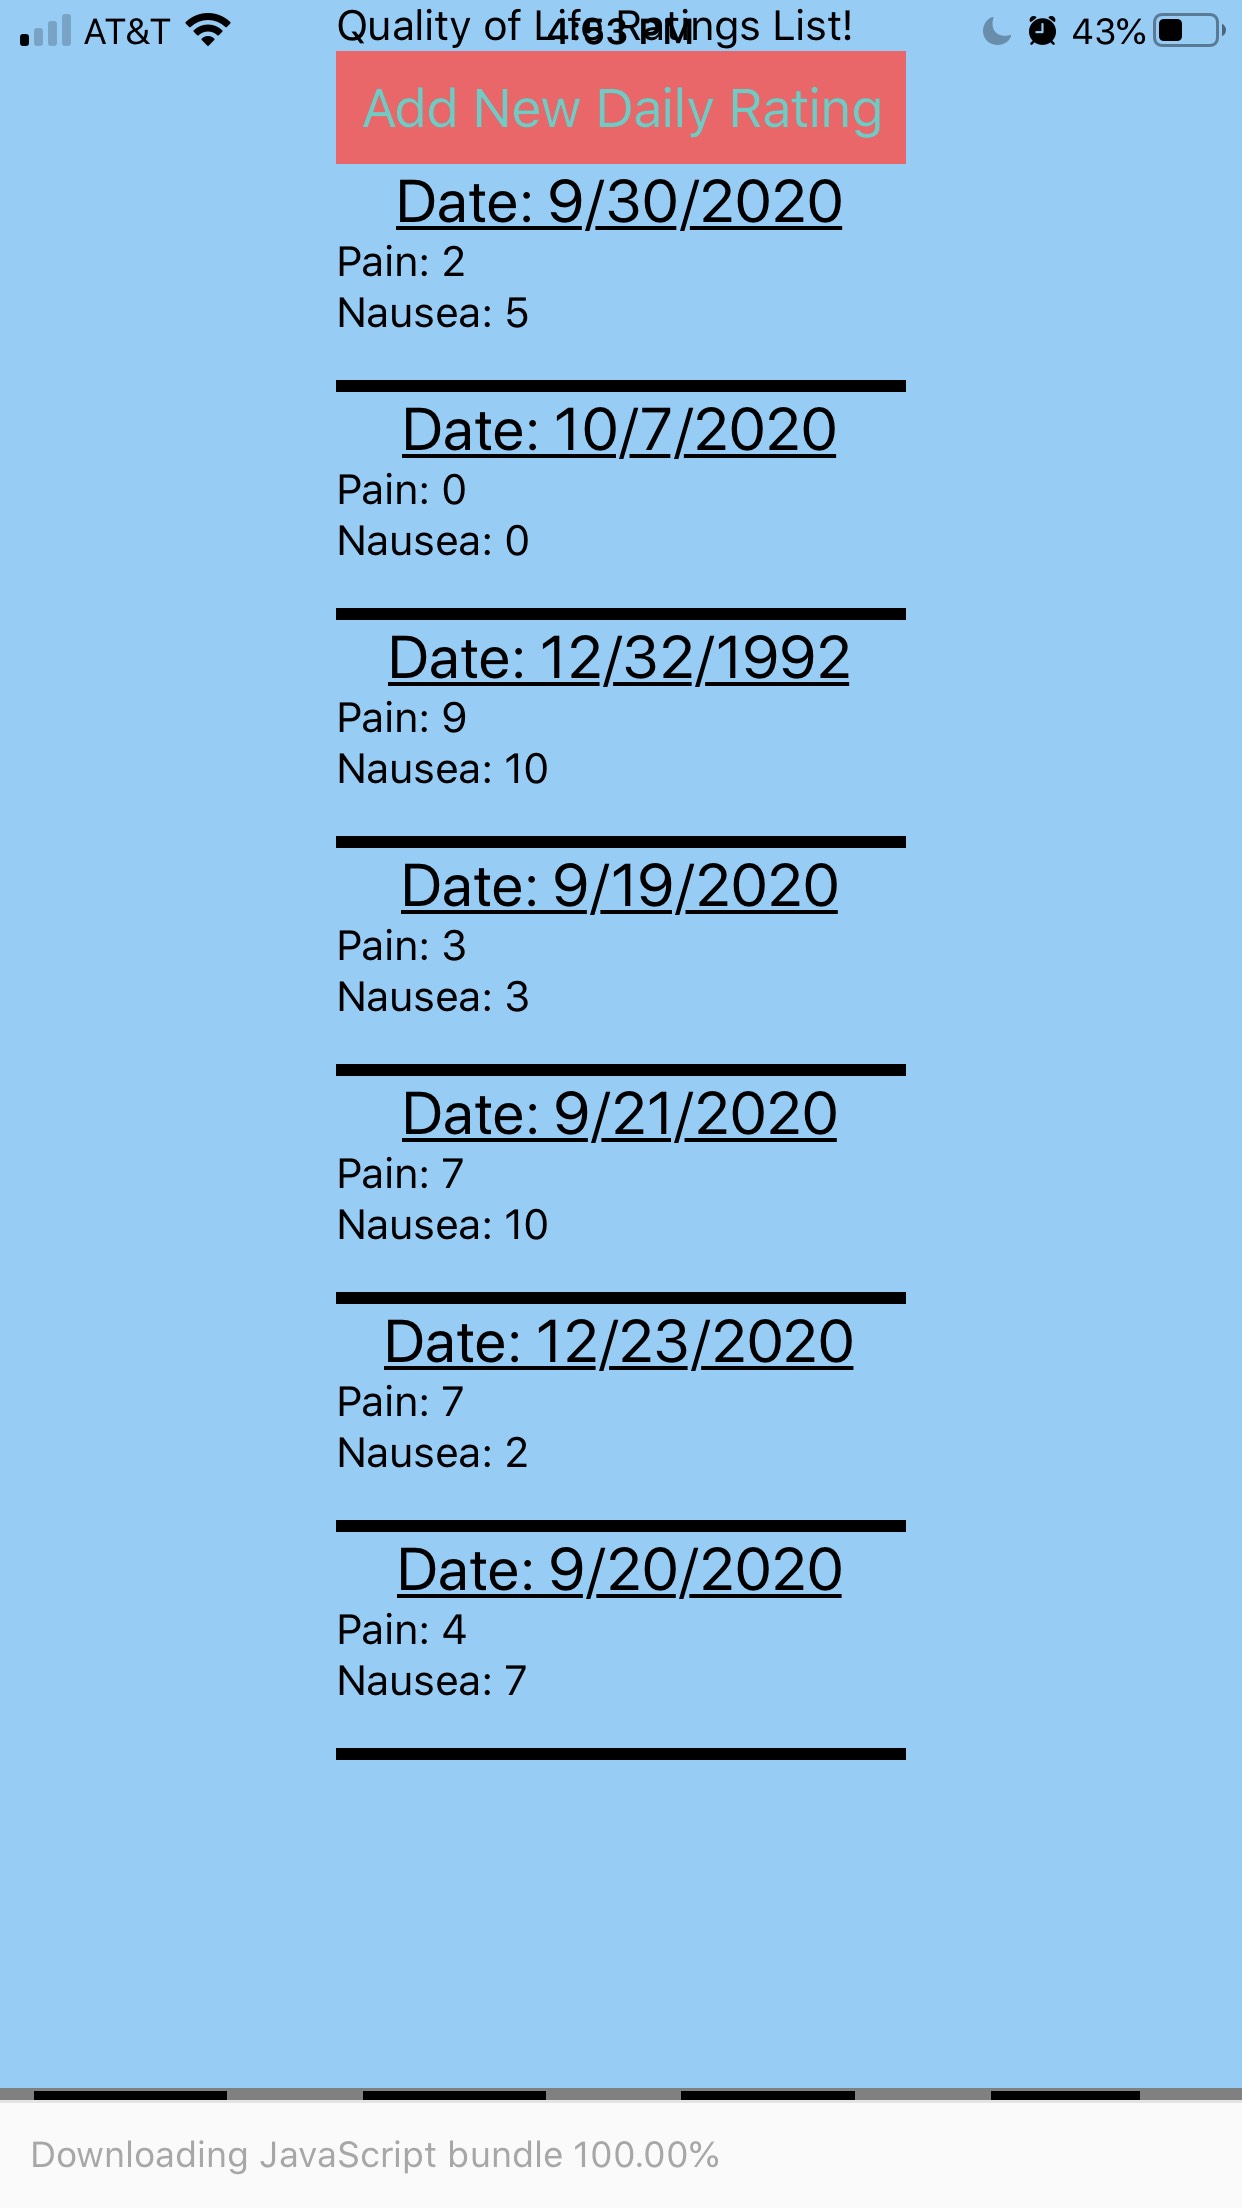 AT&T 4:53 PM 43%
Quality of Life Ratings List!
Add New Daily Rating
Date: 9/30/2020
Pain: 2
Nausea: 5
Date: 10/7/2020
Pain: 0
Nausea: 0
Date: 12/32/1992
Pain: 9
Nausea: 10
Date: 9/19/2020
Pain: 3
Nausea: 3
Date: 9/21/2020
Pain: 7
Nausea: 10
Date: 12/23/2020
Pain: 7
Nausea: 2
Date: 9/20/2020
Pain: 4
Nausea: 7
Downloading JavaScript bundle 100.00%